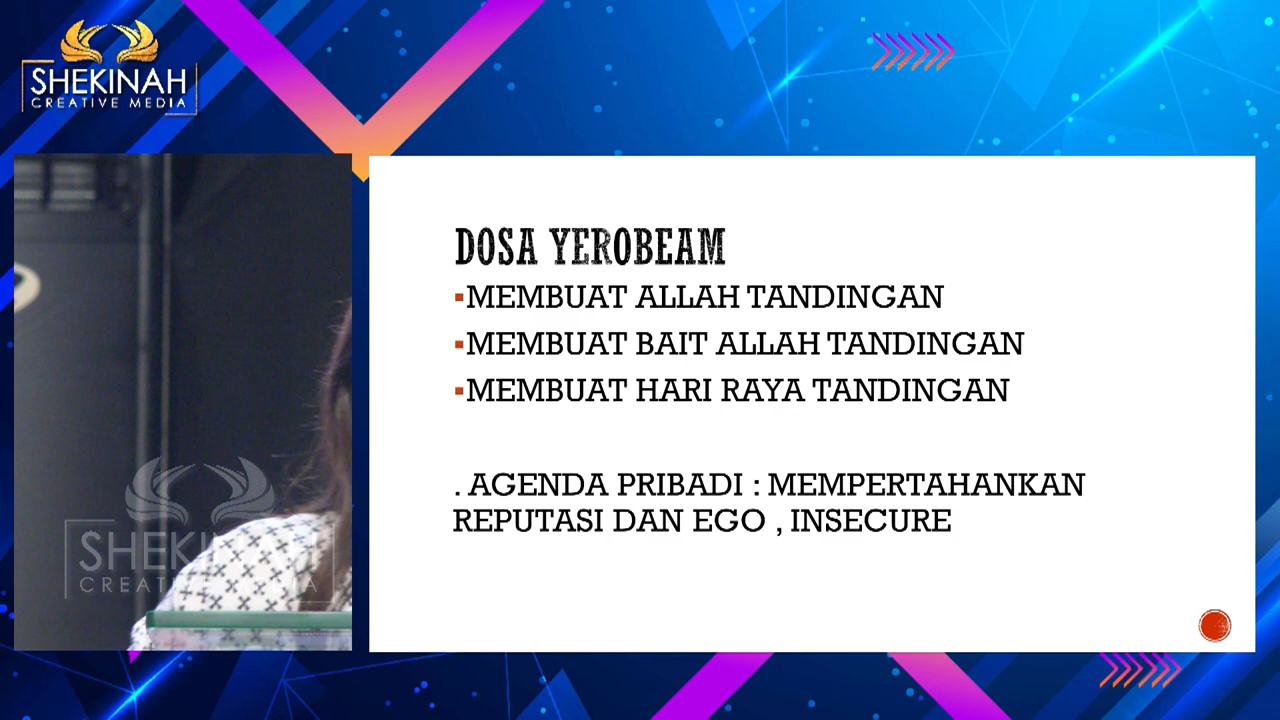 SHEKINAH
CREATIVE MEDIA
DOSA YEROBEAM
▪MEMBUAT ALLAH TANDINGAN
▪MEMBUAT BAIT ALLAH TANDINGAN
▪MEMBUAT HARI RAYA TANDINGAN
. AGENDA PRIBADI : MEMPERTAHANKAN
REPUTASI DAN EGO , INSECURE
SHEKINAH
CREATIVE MEDIA